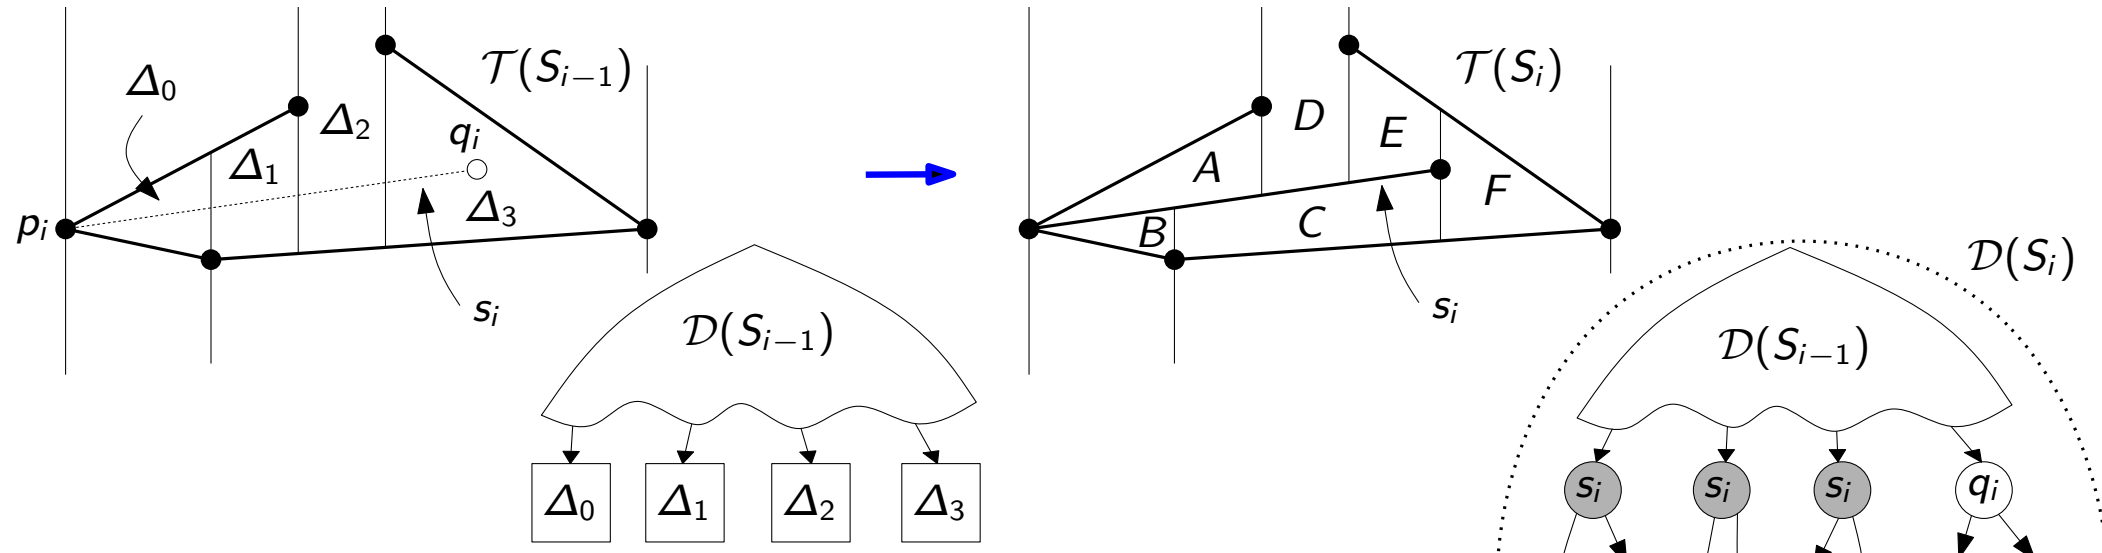 Δ₀
Δ₂
𝒯(Sᵢ₋₁)
qᵢ
Δ₁
pᵢ
Δ₃
sᵢ
𝒟(Sᵢ₋₁)
Δ₀ Δ₁ Δ₂ Δ₃
𝒯(Sᵢ)
D
E
A
F
B
C
sᵢ
𝒟(Sᵢ)
𝒟(Sᵢ₋₁)
sᵢ sᵢ sᵢ qᵢ